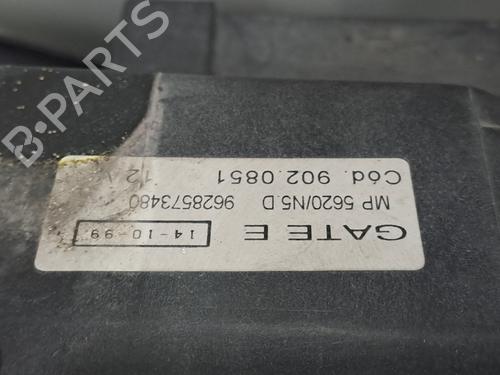 GATE E 14-10-99
MP 5620/N5.D 9628573480
Cód. 902.0851 12 V
B-PARTS